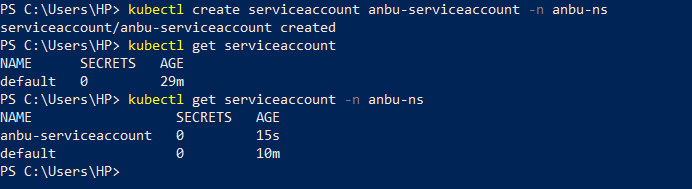 PS C:\Users\HP> kubectl create serviceaccount anbu-serviceaccount -n anbu-ns
serviceaccount/anbu-serviceaccount created
PS C:\Users\HP> kubectl get serviceaccount
NAME      SECRETS   AGE
default   0         29m
PS C:\Users\HP> kubectl get serviceaccount -n anbu-ns
NAME                  SECRETS   AGE
anbu-serviceaccount   0         15s
default               0         10m
PS C:\Users\HP>